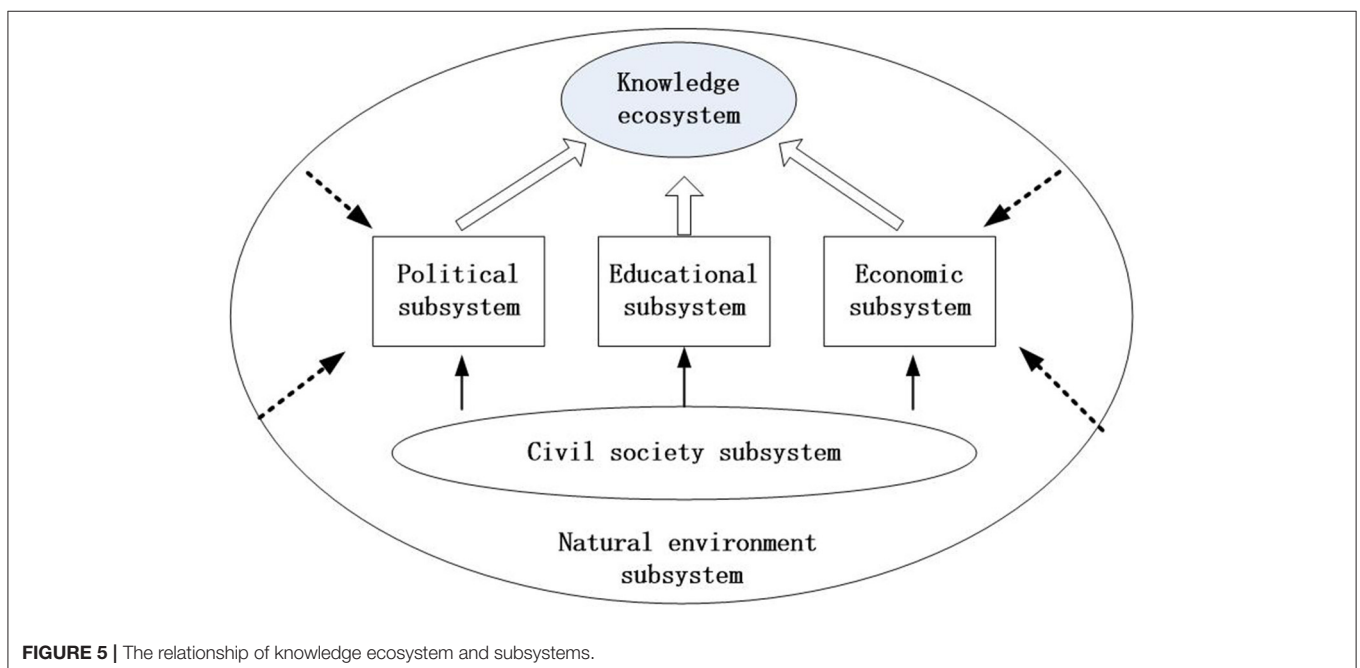 Knowledge
ecosystem
Political
subsystem
Educational
subsystem
Economic
subsystem
Civil society subsystem
Natural environment
subsystem
FIGURE 5 | The relationship of knowledge ecosystem and subsystems.